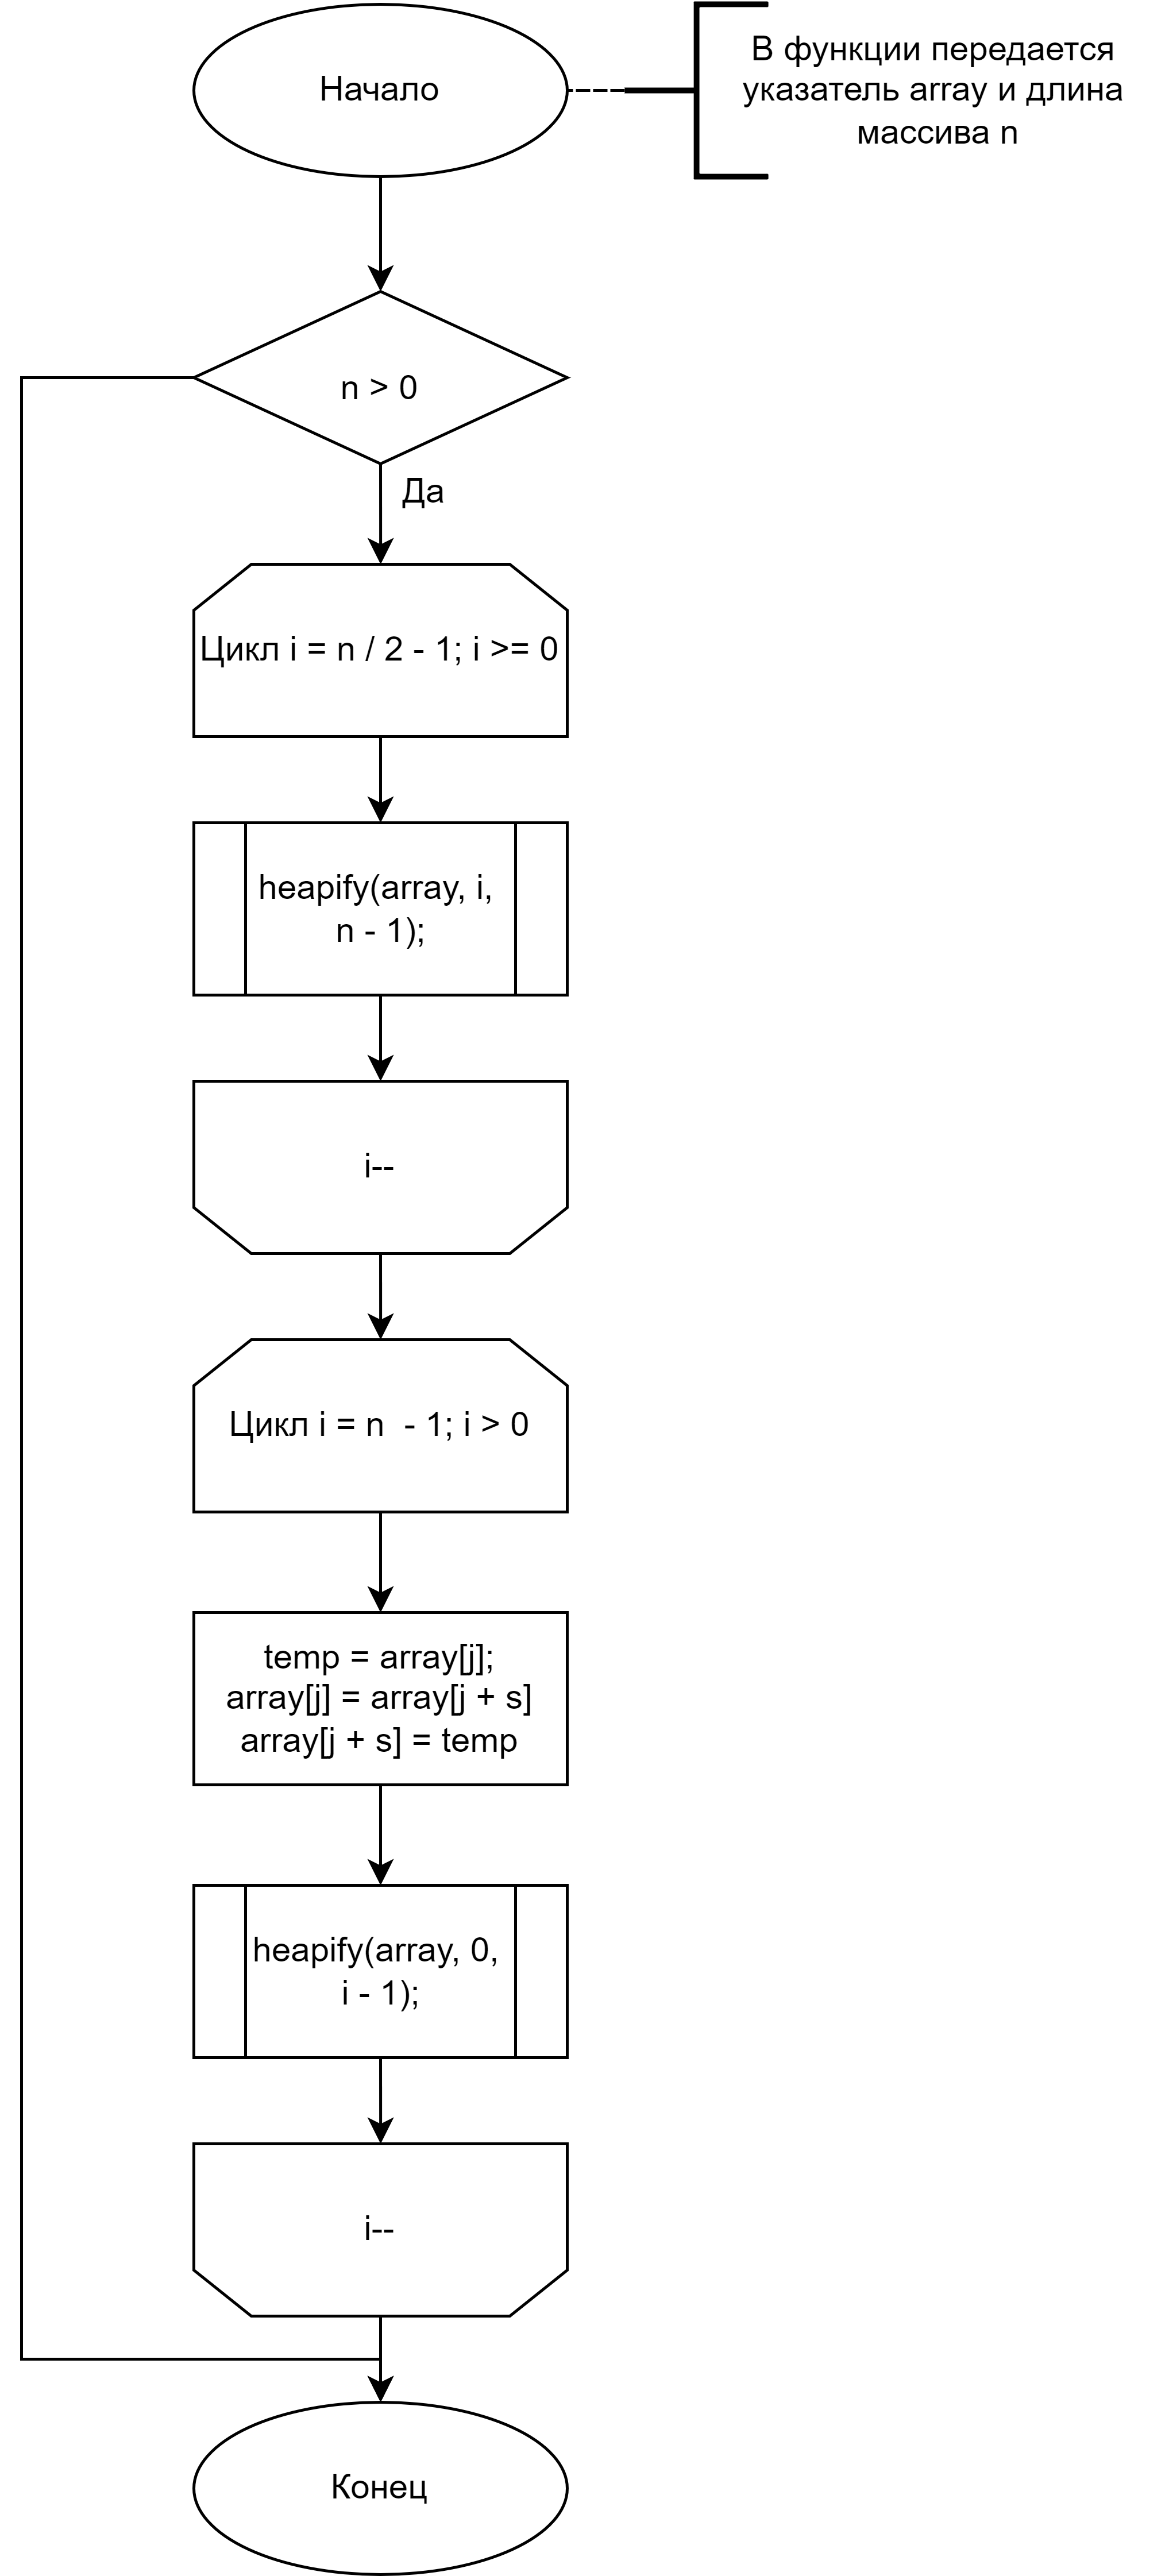 Начало
В функции передается
указатель array и длина
массива n
n > 0
Да
Цикл i = n / 2 - 1; i >= 0
heapify(array, i,
n - 1);
i--
Цикл i = n  - 1; i > 0
temp = array[j];
array[j] = array[j + s]
array[j + s] = temp
heapify(array, 0,
i - 1);
i--
Конец